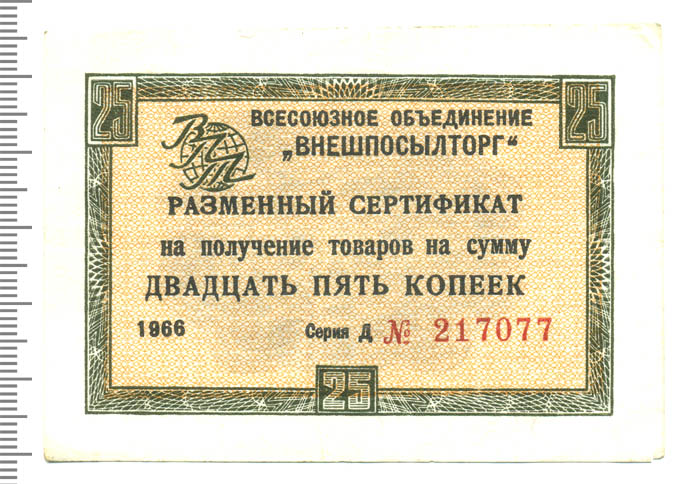 25 25
ВПТ
ВСЕСОЮЗНОЕ ОБЪЕДИНЕНИЕ
„ВНЕШПОСЫЛТОРГ“
РАЗМЕННЫЙ СЕРТИФИКАТ
на получение товаров на сумму
ДВАДЦАТЬ ПЯТЬ КОПЕЕК
1966 Серия Д № 217077
25